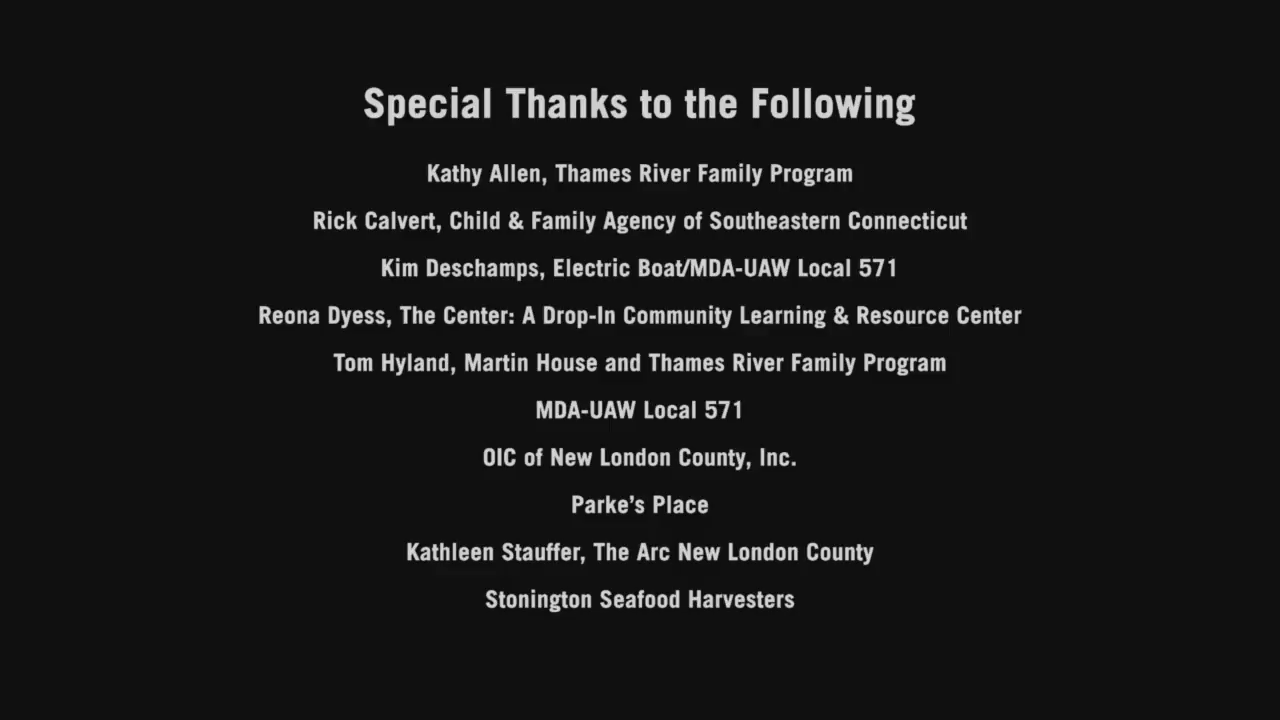 Special Thanks to the Following
Kathy Allen, Thames River Family Program
Rick Calvert, Child & Family Agency of Southeastern Connecticut
Kim Deschamps, Electric Boat/MDA-UAW Local 571
Reona Dyess, The Center: A Drop-In Community Learning & Resource Center
Tom Hyland, Martin House and Thames River Family Program
MDA-UAW Local 571
OIC of New London County, Inc.
Parke’s Place
Kathleen Stauffer, The Arc New London County
Stonington Seafood Harvesters